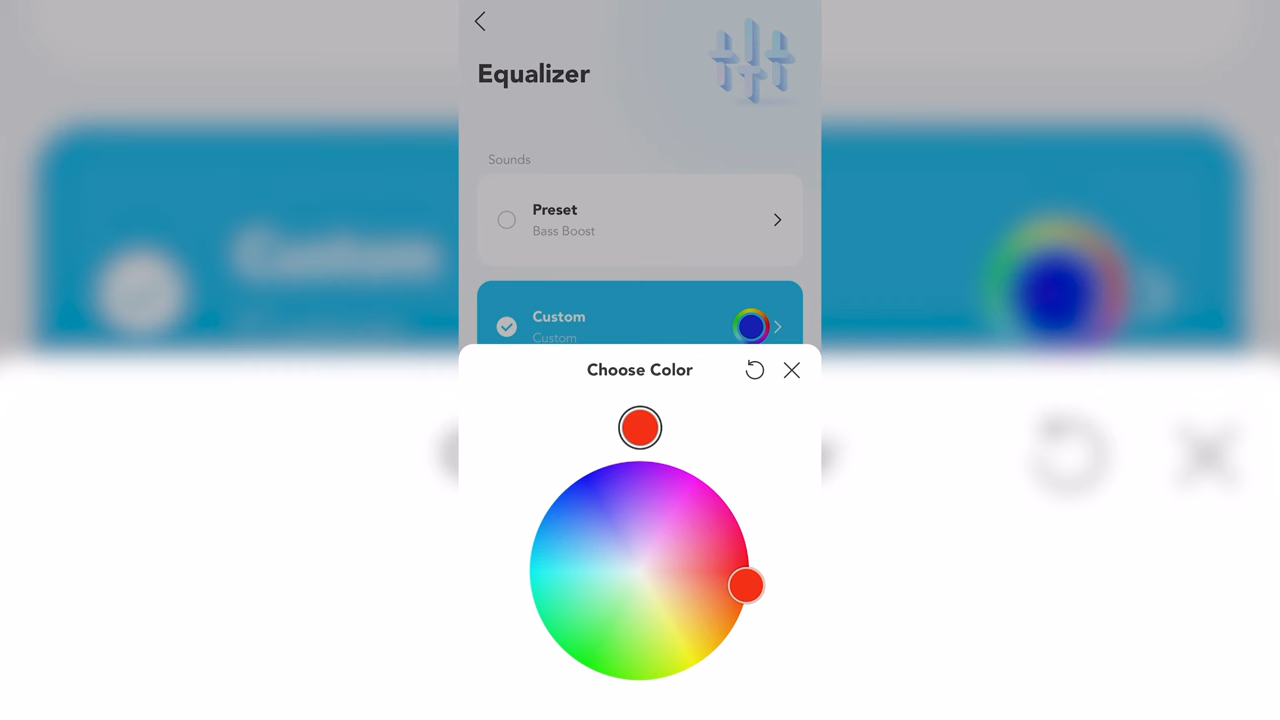 Equalizer
Sounds
Preset
Bass Boost
Custom
Custom
Choose Color